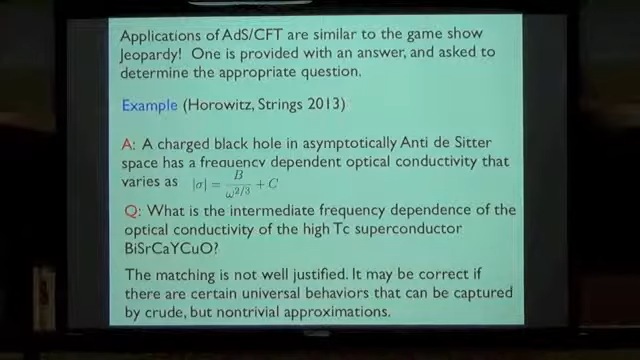 Applications of AdS/CFT are similar to the game show
Jeopardy! One is provided with an answer, and asked to
determine the appropriate question.
Example (Horowitz, Strings 2013)
A: A charged black hole in asymptotically Anti de Sitter
space has a frequency dependent optical conductivity that
varies as |σ| = B/ω^{2/3} + C
Q: What is the intermediate frequency dependence of the
optical conductivity of the high Tc superconductor
BiSrCaYCuO?
The matching is not well justified. It may be correct if
there are certain universal behaviors that can be captured
by crude, but nontrivial approximations.